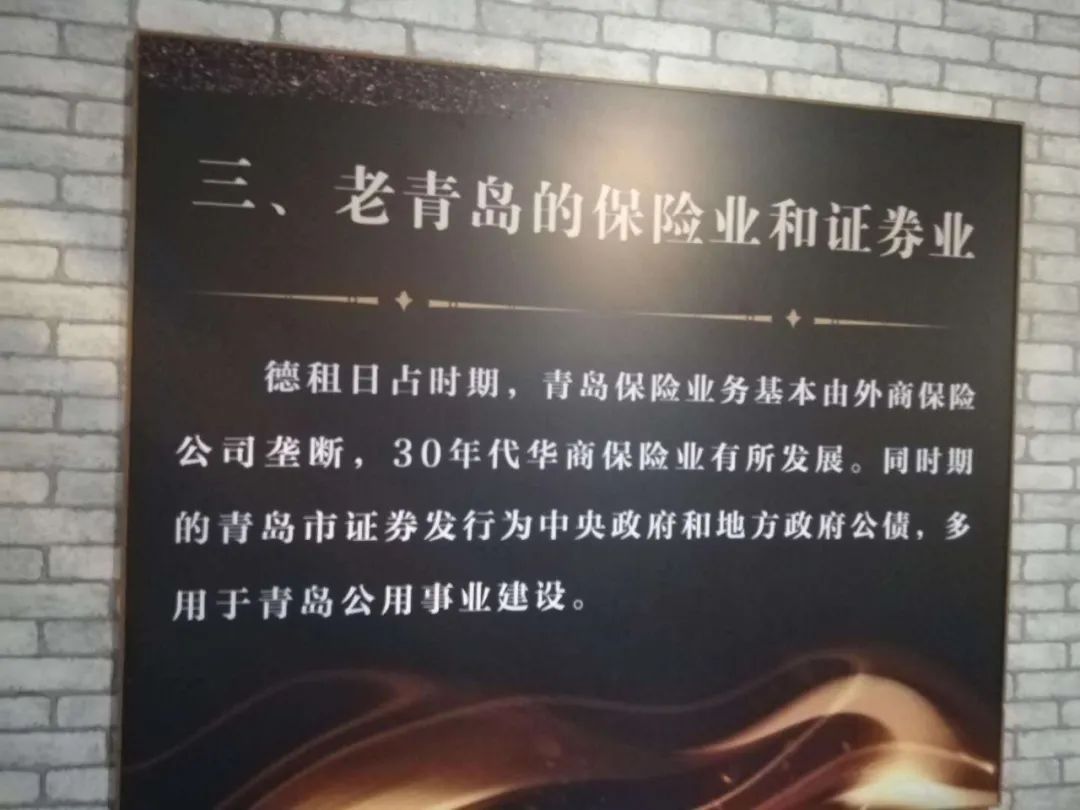 三、老青岛的保险业和证券业
德租日占时期，青岛保险业务基本由外商保险
公司垄断，30年代华商保险业有所发展。同时期
的青岛市证券发行为中央政府和地方政府公债，多
用于青岛公用事业建设。